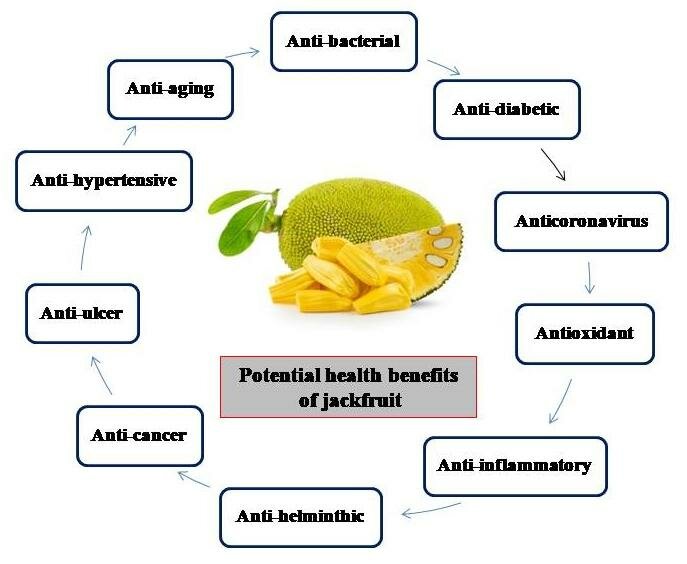 Anti-bacterial
Anti-diabetic
Anticoronavirus
Antioxidant
Anti-inflammatory
Anti-helminthic
Anti-cancer
Anti-ulcer
Anti-hypertensive
Anti-aging
Potential health benefits
of jackfruit